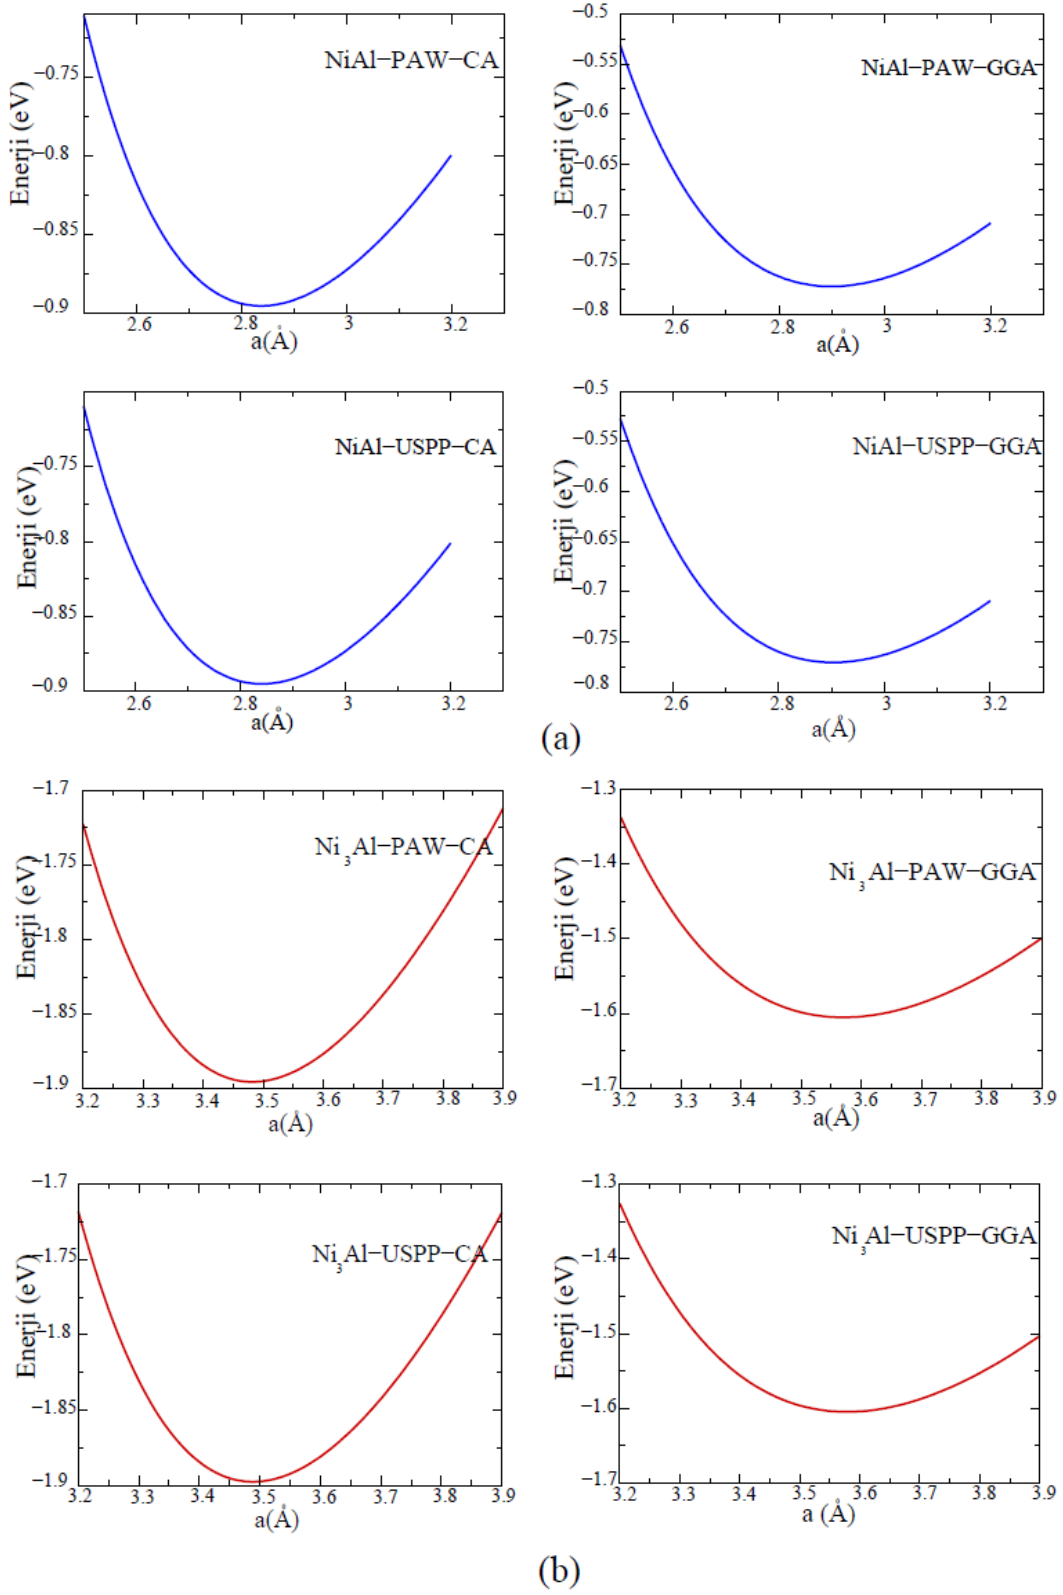 NiAl−PAW−CA
Enerji (eV)
−0.75
−0.8
−0.85
−0.9
2.6 2.8 3 3.2
a(Å)
NiAl−PAW−GGA
Enerji (eV)
−0.5
−0.55
−0.6
−0.65
−0.7
−0.75
−0.8
2.6 2.8 3 3.2
a(Å)
NiAl−USPP−CA
Enerji (eV)
−0.75
−0.8
−0.85
−0.9
2.6 2.8 3 3.2
a(Å)
NiAl−USPP−GGA
Enerji (eV)
−0.5
−0.55
−0.6
−0.65
−0.7
−0.75
−0.8
2.6 2.8 3 3.2
a(Å)
(a)
Ni₃Al−PAW−CA
Enerji (eV)
−1.7
−1.75
−1.8
−1.85
−1.9
3.2 3.3 3.4 3.5 3.6 3.7 3.8 3.9
a(Å)
Ni₃Al−PAW−GGA
Enerji (eV)
−1.3
−1.4
−1.5
−1.6
−1.7
3.2 3.3 3.4 3.5 3.6 3.7 3.8 3.9
a(Å)
Ni₃Al−USPP−CA
Enerji (eV)
−1.7
−1.75
−1.8
−1.85
−1.9
3.2 3.3 3.4 3.5 3.6 3.7 3.8 3.9
a(Å)
Ni₃Al−USPP−GGA
Enerji (eV)
−1.3
−1.4
−1.5
−1.6
−1.7
3.2 3.3 3.4 3.5 3.6 3.7 3.8 3.9
a (Å)
(b)